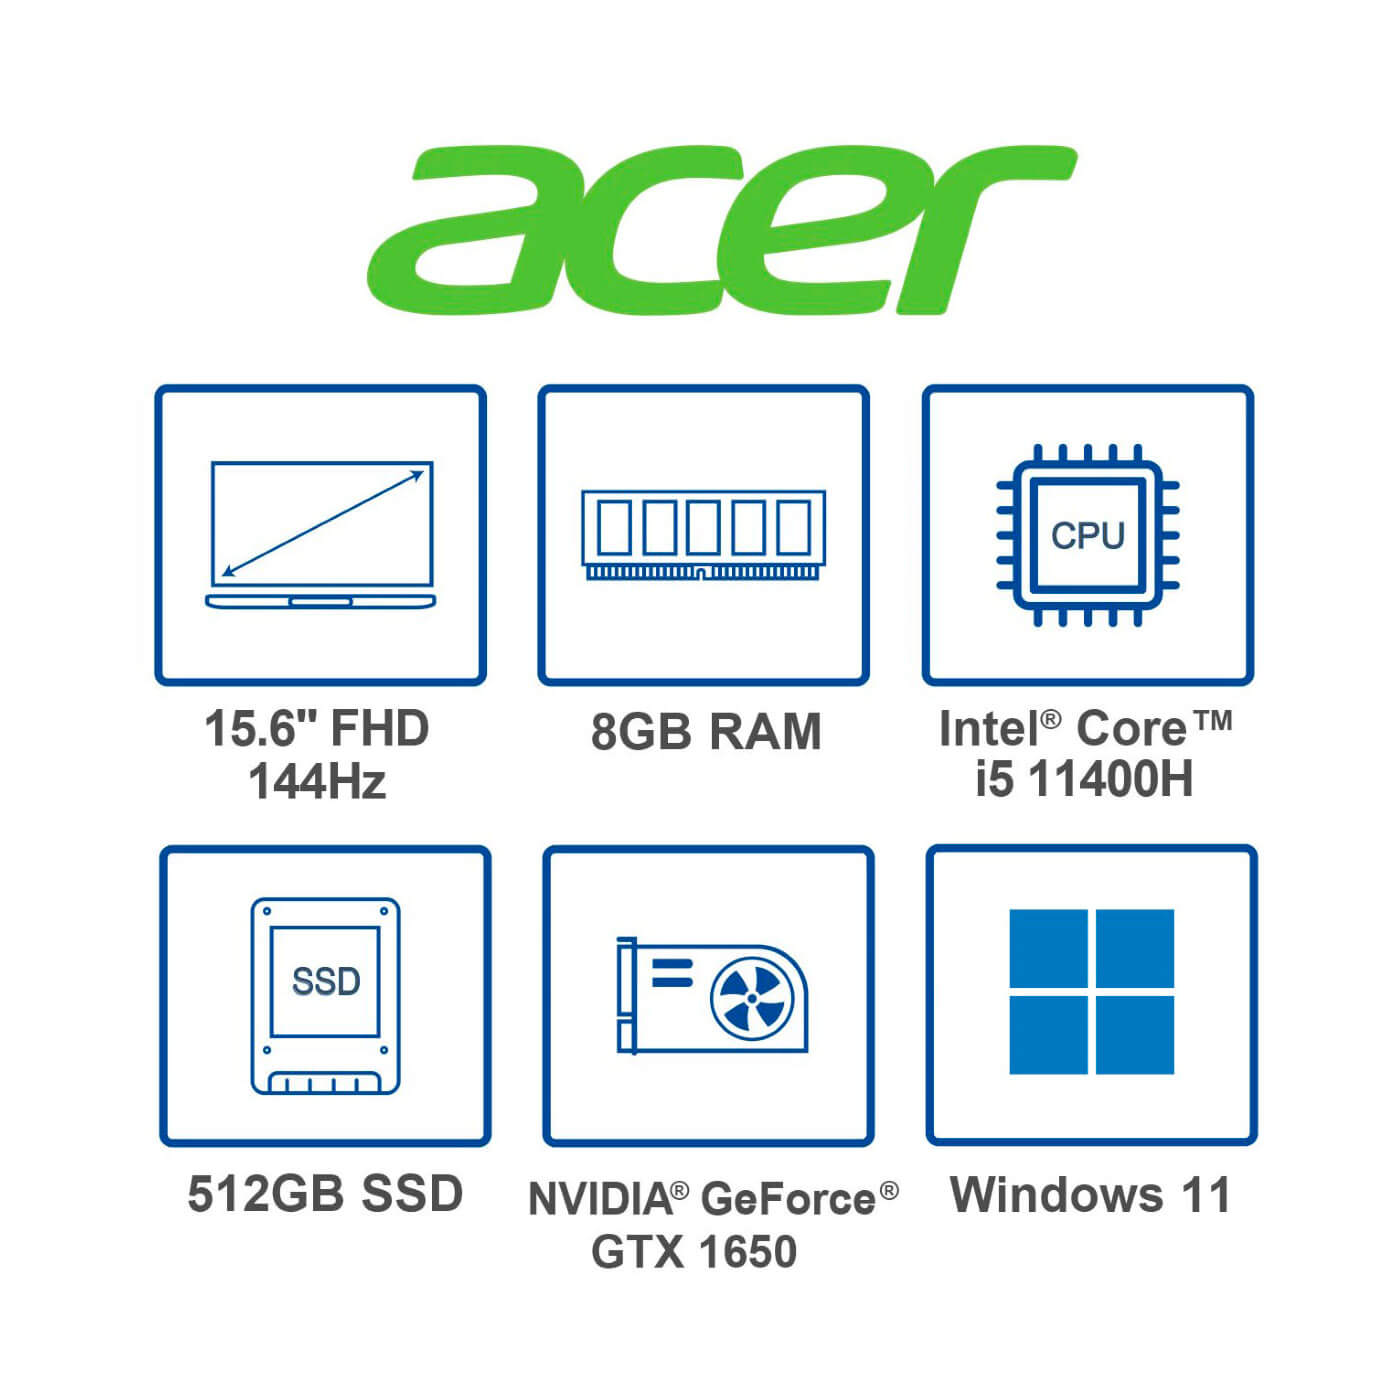 acer
CPU
15.6" FHD
144Hz
8GB RAM
Intel® Core™
i5 11400H
SSD
512GB SSD
NVIDIA® GeForce®
GTX 1650
Windows 11